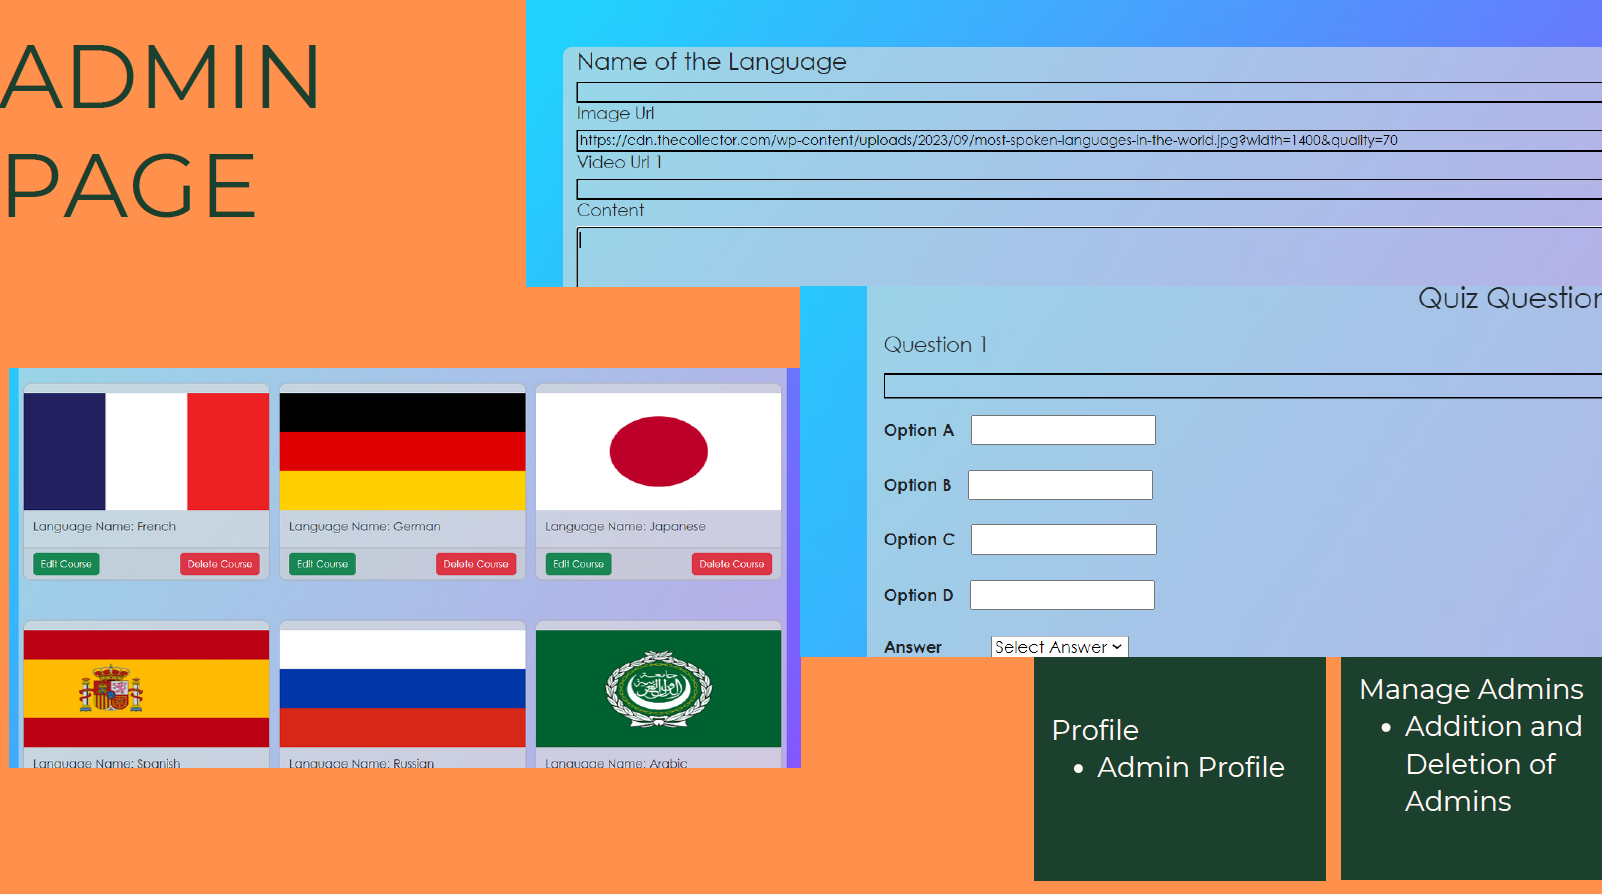 ADMIN
PAGE
Name of the Language
Image Url
https://cdn.thecollector.com/wp-content/uploads/2023/09/most-spoken-languages-in-the-world.jpg?width=1400&quality=70
Video Url 1
Content
Quiz Question
Question 1
Option A
Option B
Option C
Option D
Answer Select Answer
Language Name: French
Language Name: German
Language Name: Japanese
Edit Course Delete Course
Edit Course Delete Course
Edit Course Delete Course
Language Name: Spanish
Language Name: Russian
Language Name: Arabic
Profile
• Admin Profile
Manage Admins
• Addition and
Deletion of
Admins